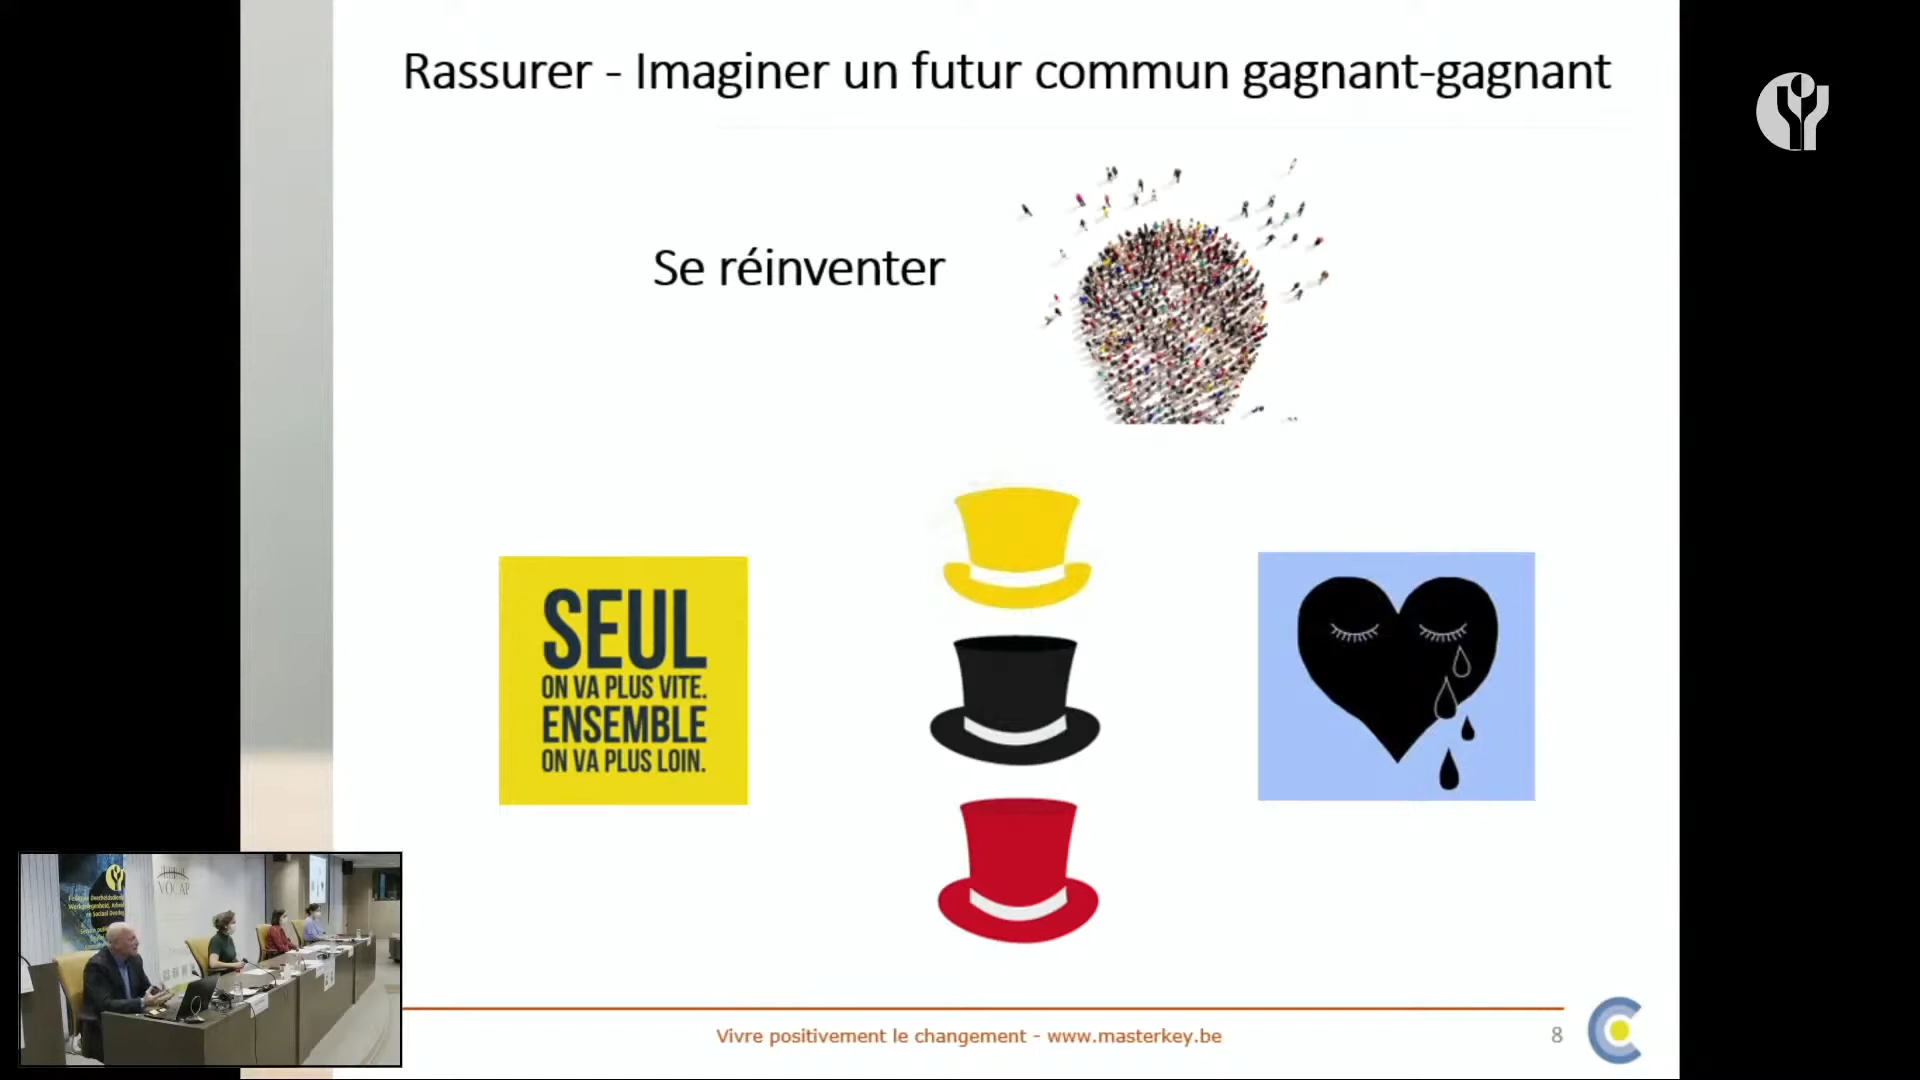 Rassurer - Imaginer un futur commun gagnant-gagnant
Se réinventer
SEUL
ON VA PLUS VITE.
ENSEMBLE
ON VA PLUS LOIN.
Vivre positivement le changement - www.masterkey.be
8